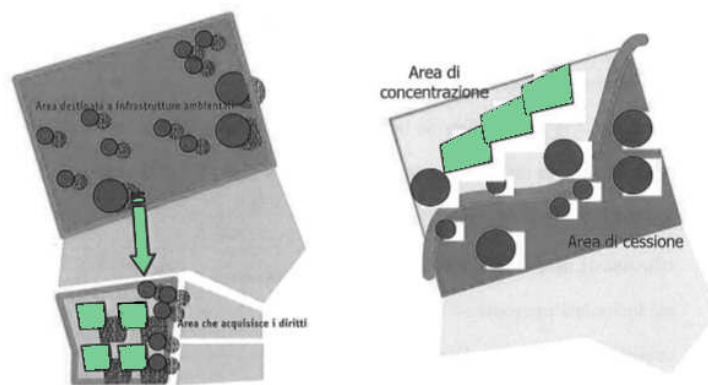 Area destinata a infrastrutture ambientali
Area che acquisisce i diritti
Area di
concentrazione
Area di cessione